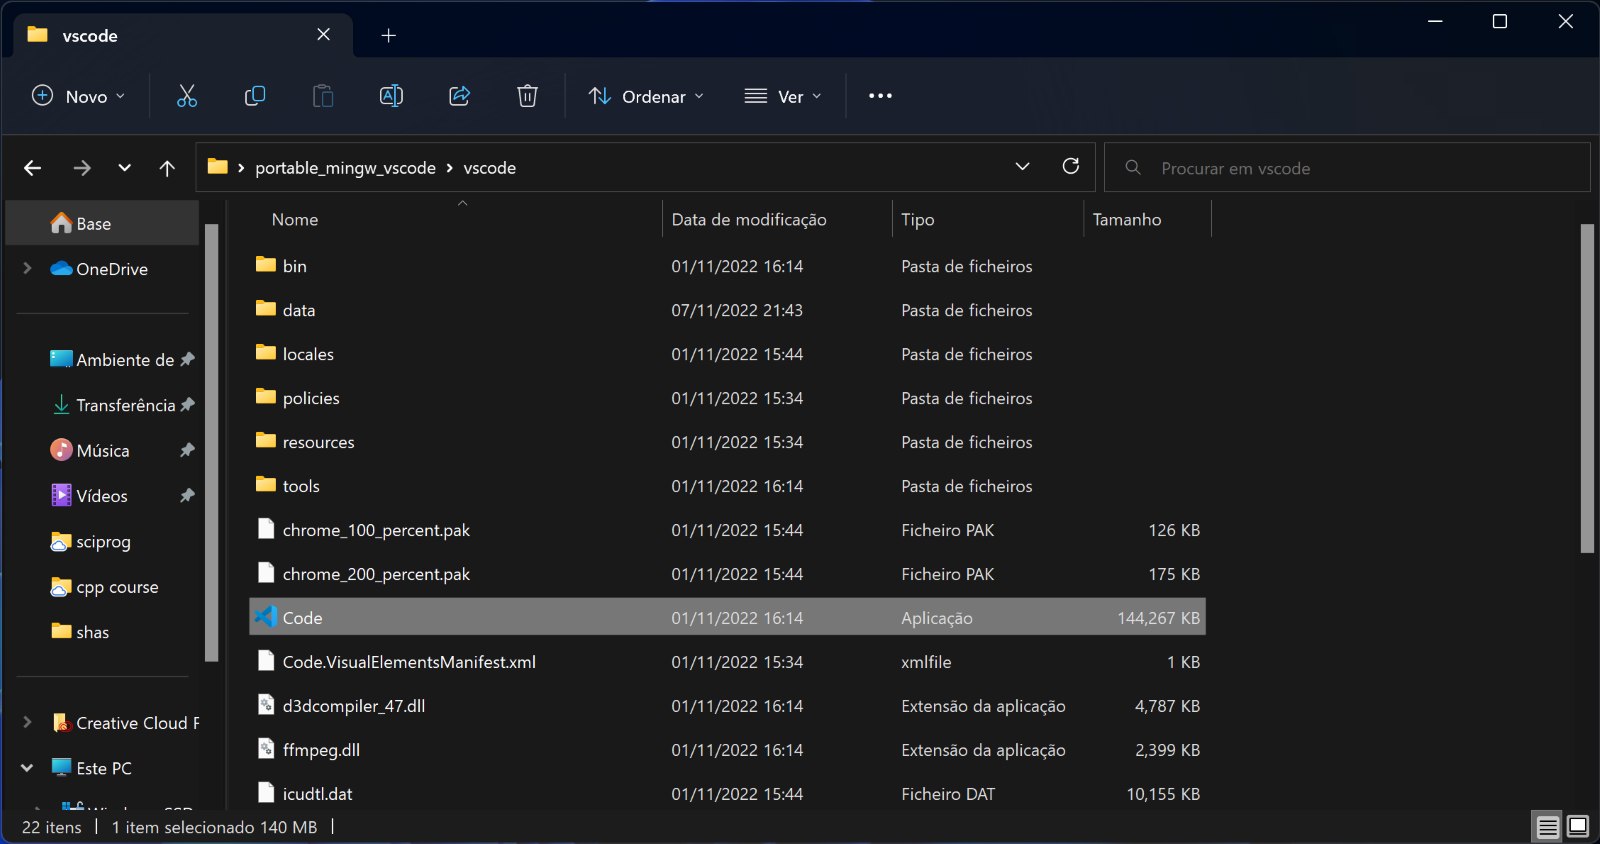 vscode
Novo
Ordenar
Ver
portable_mingw_vscode > vscode
Procurar em vscode
Base
OneDrive
Ambiente de
Transferência
Música
Vídeos
sciprog
cpp course
shas
Creative Cloud F
Este PC
Nome Data de modificação Tipo Tamanho
bin 01/11/2022 16:14 Pasta de ficheiros
data 07/11/2022 21:43 Pasta de ficheiros
locales 01/11/2022 15:44 Pasta de ficheiros
policies 01/11/2022 15:34 Pasta de ficheiros
resources 01/11/2022 15:34 Pasta de ficheiros
tools 01/11/2022 16:14 Pasta de ficheiros
chrome_100_percent.pak 01/11/2022 15:44 Ficheiro PAK 126 KB
chrome_200_percent.pak 01/11/2022 15:44 Ficheiro PAK 175 KB
Code 01/11/2022 16:14 Aplicação 144,267 KB
Code.VisualElementsManifest.xml 01/11/2022 15:34 xmlfile 1 KB
d3dcompiler_47.dll 01/11/2022 16:14 Extensão da aplicação 4,787 KB
ffmpeg.dll 01/11/2022 16:14 Extensão da aplicação 2,399 KB
icudtl.dat 01/11/2022 15:44 Ficheiro DAT 10,155 KB
22 itens | 1 item selecionado 140 MB |